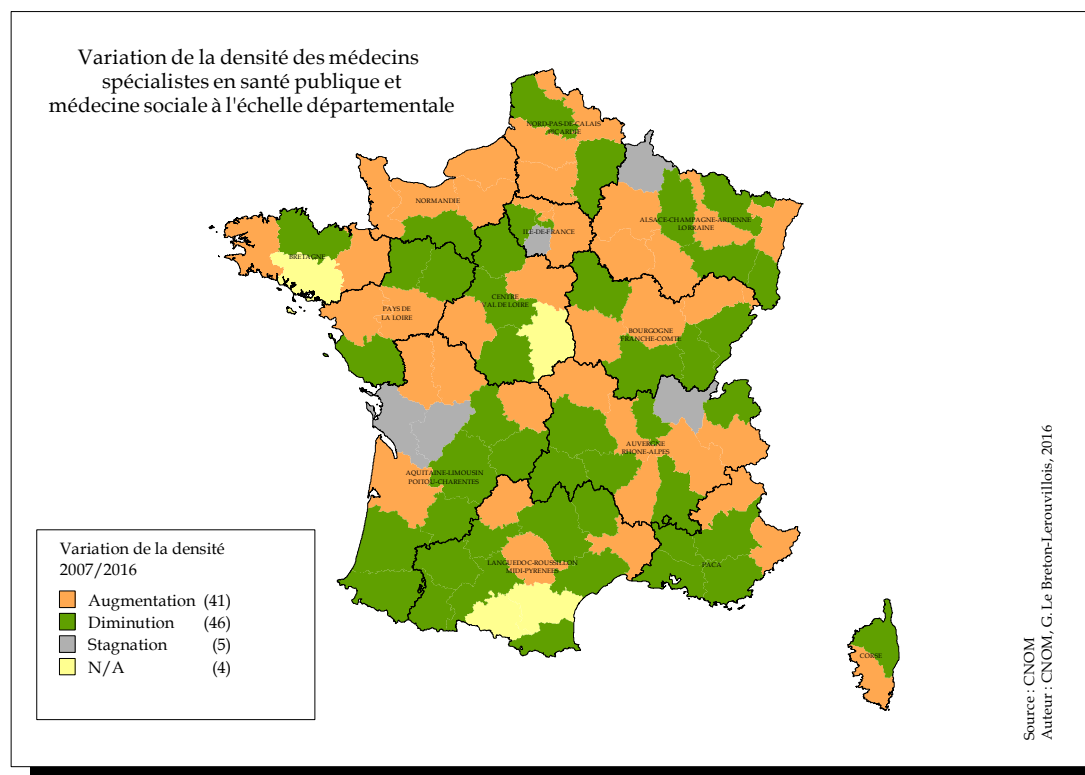 Variation de la densité des médecins
spécialistes en santé publique et
médecine sociale à l'échelle départementale
NORD-PAS-DE-CALAIS
PICARDIE
NORMANDIE
ILE-DE-FRANCE
ALSACE-CHAMPAGNE-ARDENNE
LORRAINE
BRETAGNE
PAYS DE
LA LOIRE
CENTRE
VAL DE LOIRE
BOURGOGNE
FRANCHE-COMTE
AQUITAINE-LIMOUSIN
POITOU-CHARENTES
AUVERGNE
RHONE-ALPES
LANGUEDOC-ROUSSILLON
MIDI-PYRENEES
PACA
CORSE
Variation de la densité
2007/2016
Augmentation (41)
Diminution (46)
Stagnation (5)
N/A (4)
Source : CNOM
Auteur : CNOM, G.Le Breton-Lerouvillois, 2016